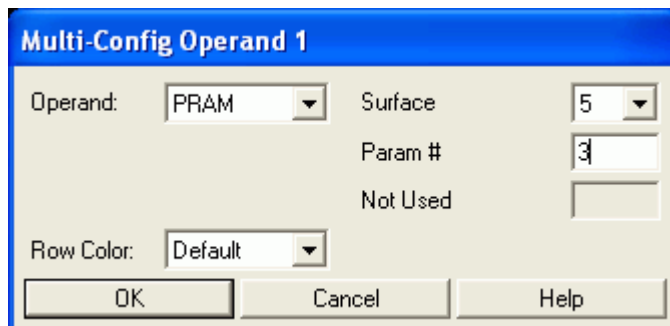 Multi-Config Operand 1
Operand: PRAM Surface 5
Param # 3
Not Used
Row Color: Default
OK Cancel Help